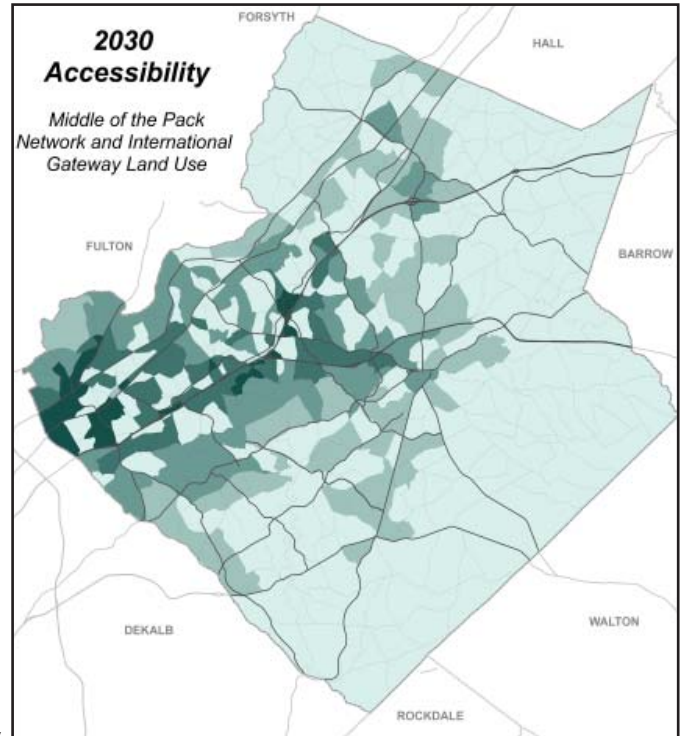 FORSYTH
2030
Accessibility
HALL
Middle of the Pack
Network and International
Gateway Land Use
FULTON
BARROW
DEKALB
WALTON
ROCKDALE